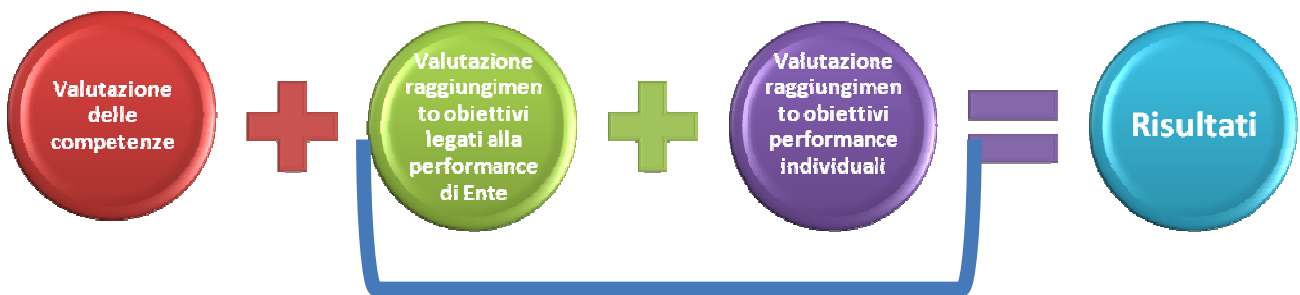 Valutazione
delle
competenze
Valutazione
raggiungimen
to obiettivi
legati alla
performance
di Ente
Valutazione
raggiungimen
to obiettivi
performance
individuali
Risultati